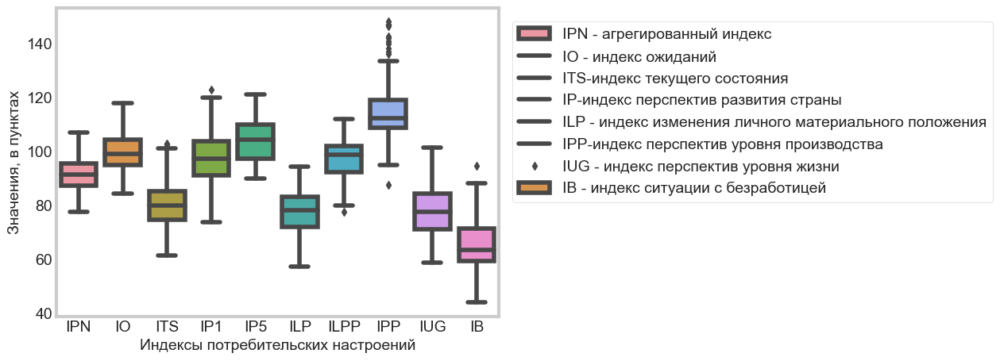 140
120
100
80
60
40
Значения, в пунктах
IPN IO ITS IP1 IP5 ILP ILPP IPP IUG IB
Индексы потребительских настроений
IPN - агрегированный индекс
IO - индекс ожиданий
ITS-индекс текущего состояния
IP-индекс перспектив развития страны
ILP - индекс изменения личного материального положения
IPP-индекс перспектив уровня производства
IUG - индекс перспектив уровня жизни
IB - индекс ситуации с безработицей